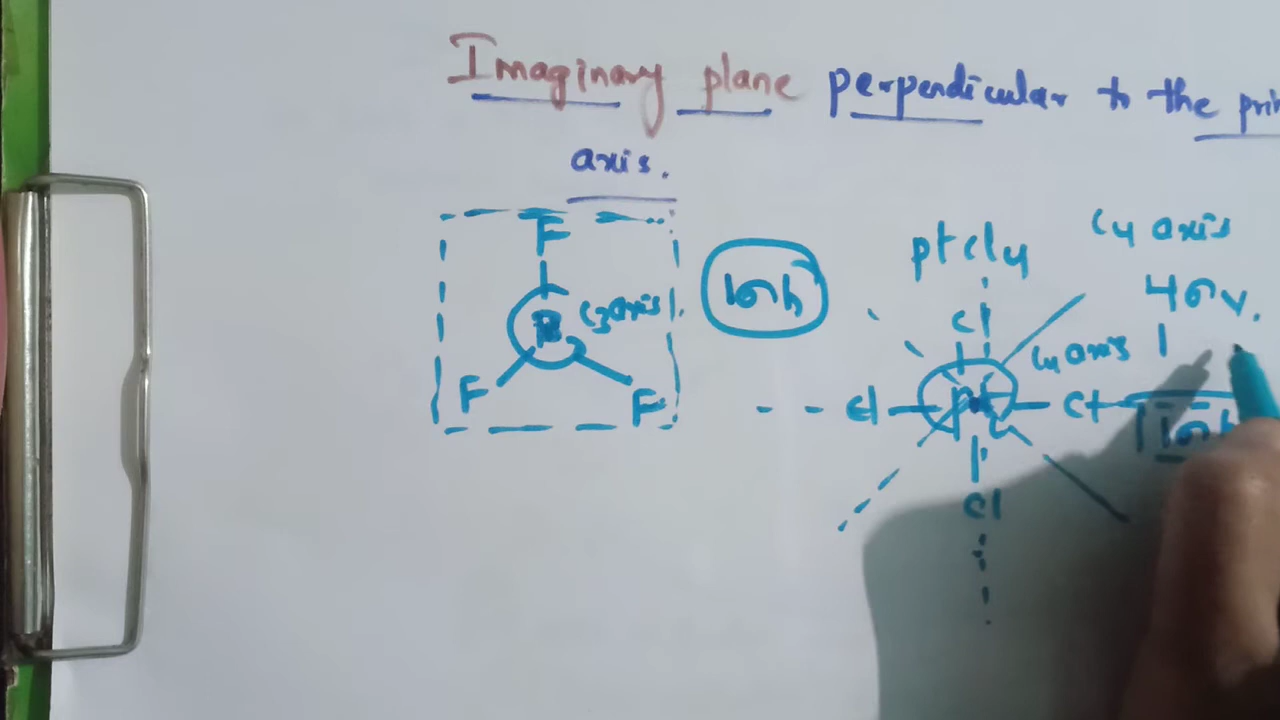 Imaginary plane perpendicular to the prin
axis.
F
B
C3 axis
F
F
1σh
ptcl4
C4 axis
4σv.
1
Cl
C4 axis
Cl
Pt
Cl
1σh
Cl